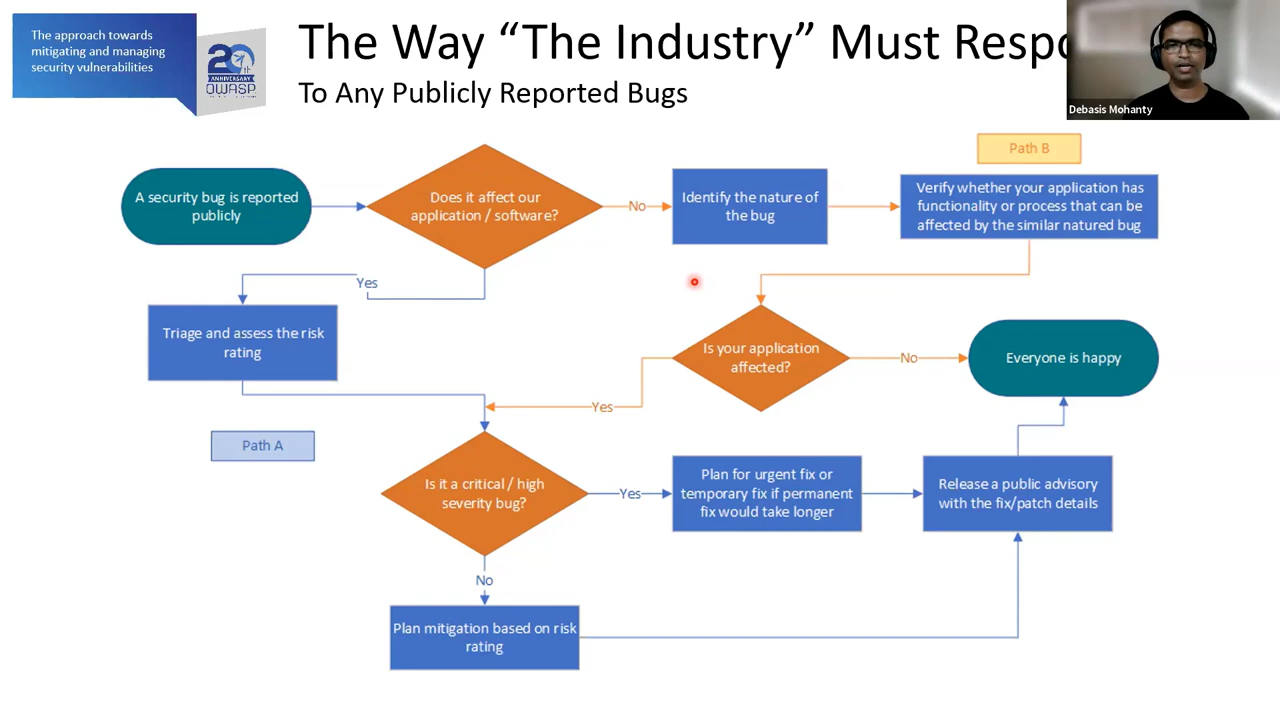 The approach towards
mitigating and managing
security vulnerabilities
20
ANNIVERSARY
OWASP
The Way “The Industry” Must
To Any Publicly Reported Bugs
Debasis Mohanty
Path B
A security bug is reported
publicly
Does it affect our
application / software?
No
Identify the nature of
the bug
Verify whether your application has
functionality or process that can be
affected by the similar natured bug
Yes
Triage and assess the risk
rating
Is your application
affected?
No
Everyone is happy
Yes
Path A
Is it a critical / high
severity bug?
Yes
Plan for urgent fix or
temporary fix if permanent
fix would take longer
Release a public advisory
with the fix/patch details
No
Plan mitigation based on risk
rating